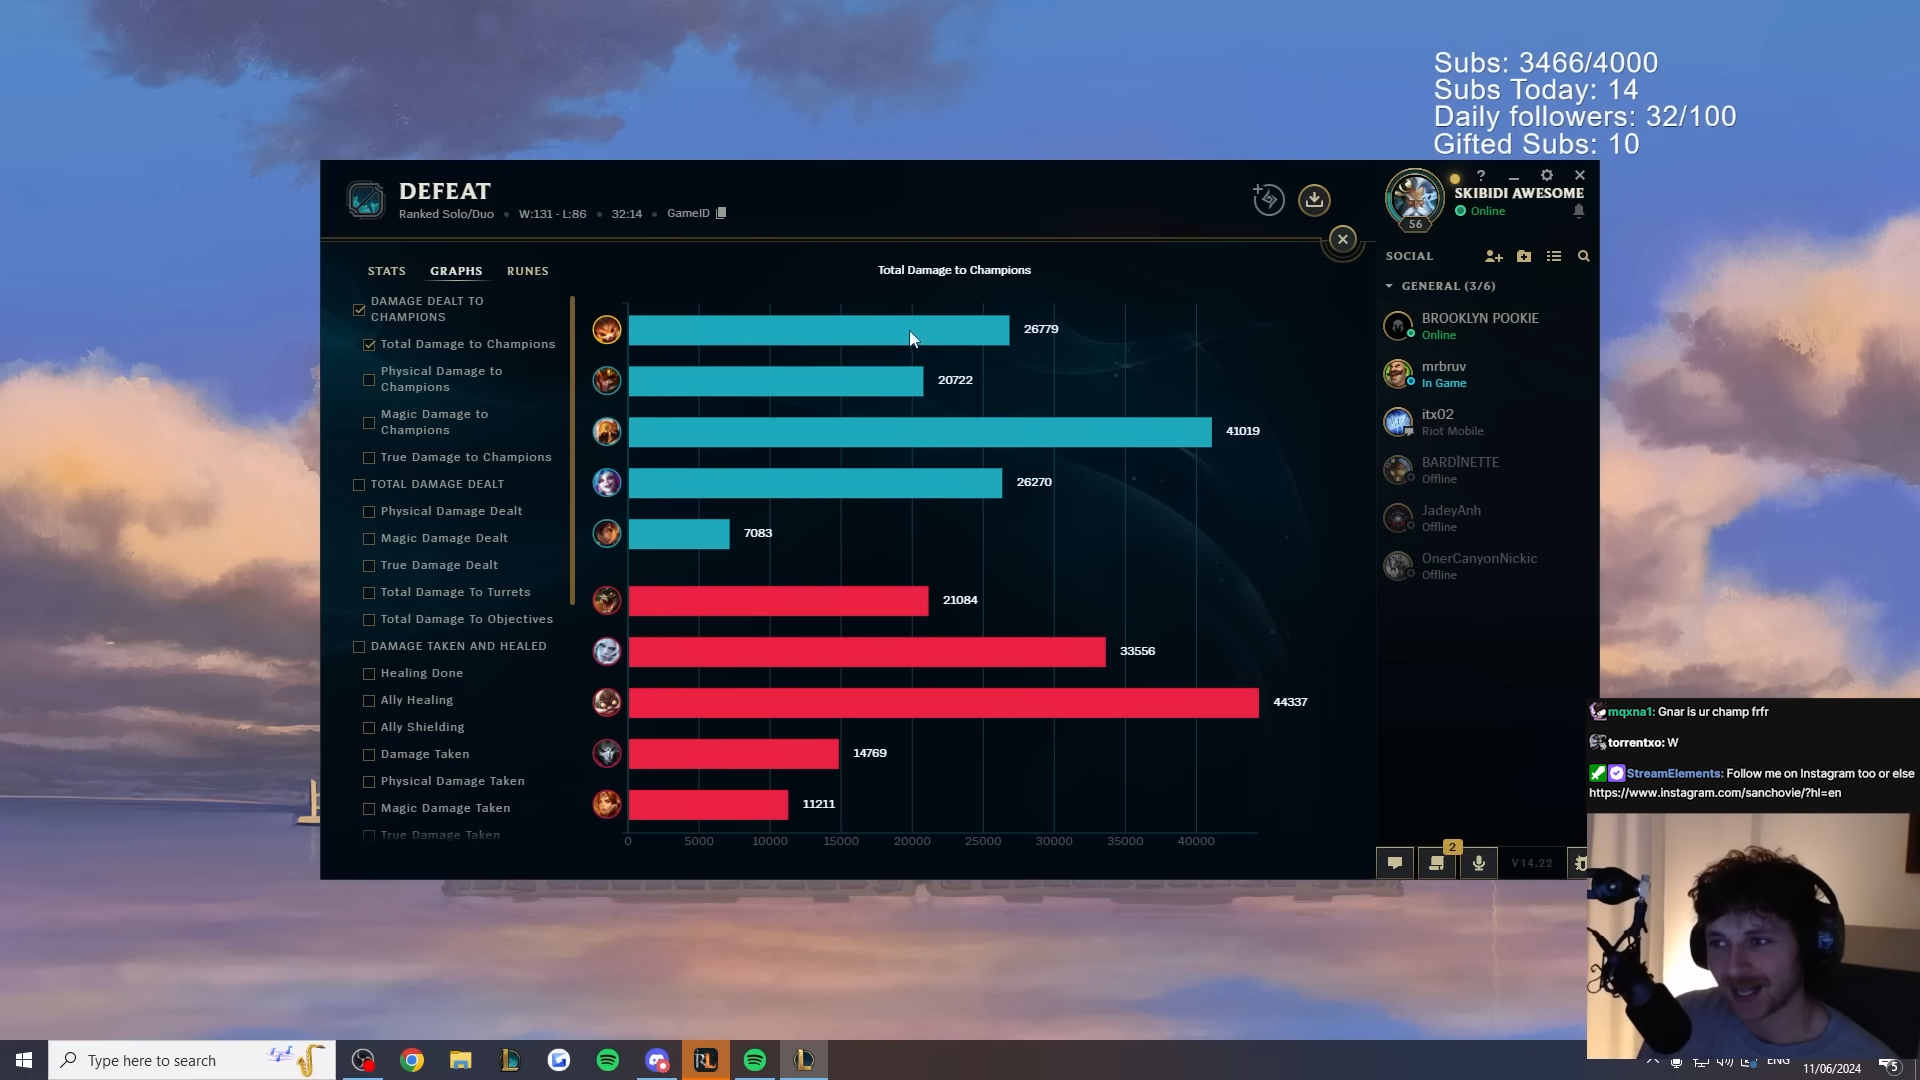 Subs: 3466/4000
Subs Today: 14
Daily followers: 32/100
Gifted Subs: 10
DEFEAT
Ranked Solo/Duo • W:131 - L:86 • 32:14 • GameID
?
SKIBIDI AWESOME
Online
56
STATS GRAPHS RUNES
Total Damage to Champions
SOCIAL
GENERAL (3/6)
DAMAGE DEALT TO
CHAMPIONS
Total Damage to Champions
Physical Damage to
Champions
Magic Damage to
Champions
True Damage to Champions
TOTAL DAMAGE DEALT
Physical Damage Dealt
Magic Damage Dealt
True Damage Dealt
Total Damage To Turrets
Total Damage To Objectives
DAMAGE TAKEN AND HEALED
Healing Done
Ally Healing
Ally Shielding
Damage Taken
Physical Damage Taken
Magic Damage Taken
True Damage Taken
26779
20722
41019
26270
7083
21084
33556
44337
14769
11211
0 5000 10000 15000 20000 25000 30000 35000 40000
BROOKLYN POOKIE
Online
mrbruv
In Game
itx02
Riot Mobile
BARDÏNETTE
Offline
JadeyAnh
Offline
OnerCanyonNickic
Offline
2
V14.22
mqxna1: Gnar is ur champ frfr
torrentxo: W
StreamElements: Follow me on Instagram too or else
https://www.instagram.com/sanchovie/?hl=en
Type here to search
RL
ENG
11/06/2024
5